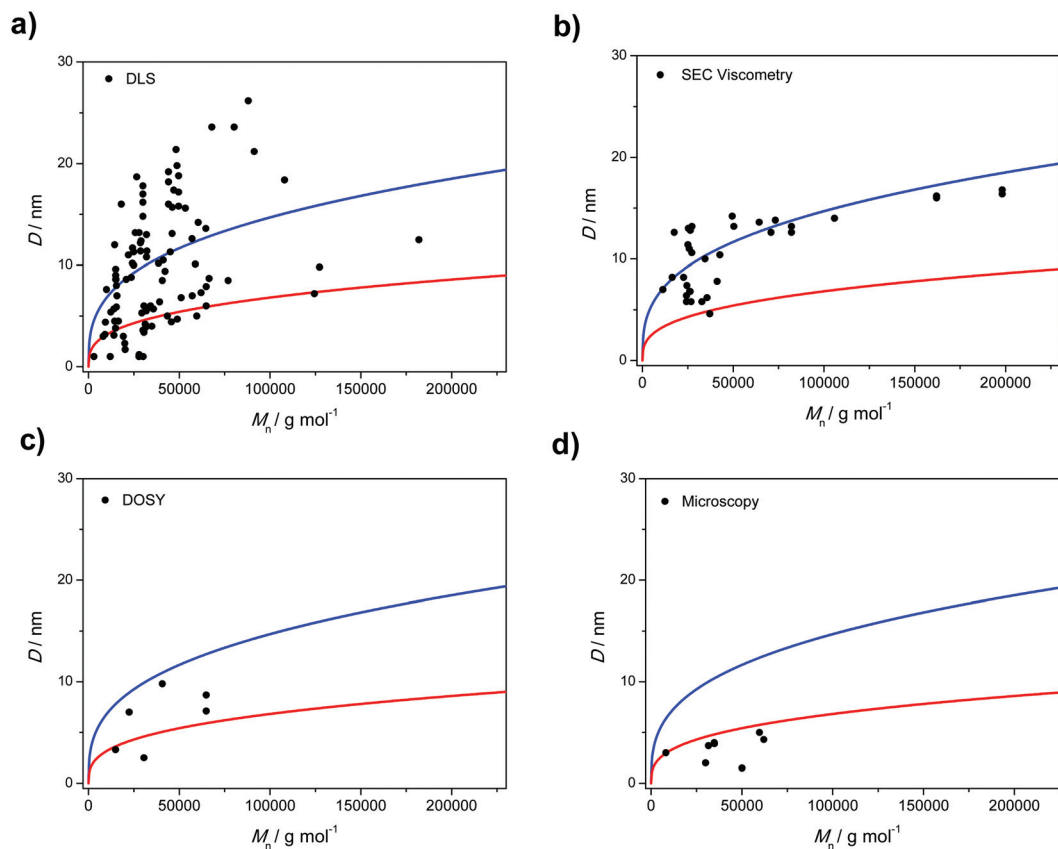 a)
30
20
10
0
D / nm
DLS
0 50000 100000 150000 200000
Mn / g mol⁻¹
b)
30
20
10
0
D / nm
SEC Viscometry
0 50000 100000 150000 200000
Mn / g mol⁻¹
c)
30
20
10
0
D / nm
DOSY
0 50000 100000 150000 200000
Mn / g mol⁻¹
d)
30
20
10
0
D / nm
Microscopy
0 50000 100000 150000 200000
Mn / g mol⁻¹